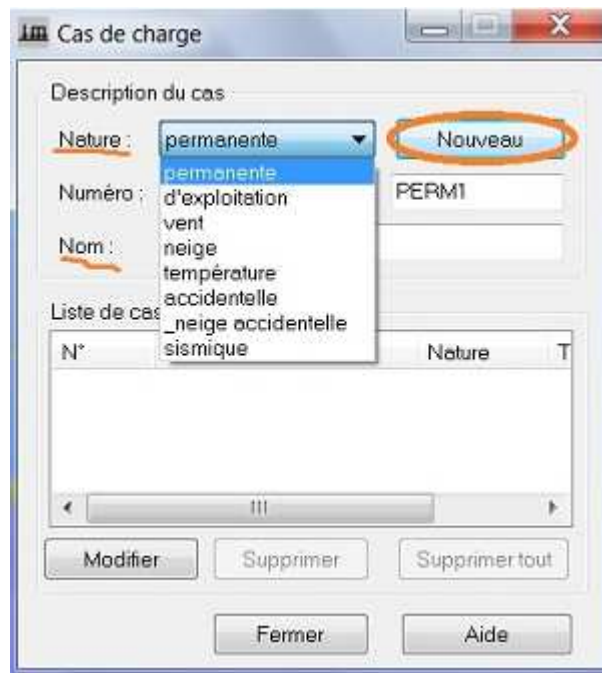 Cas de charge
Description du cas
Nature : permanente Nouveau
permanente
Numéro : d'exploitation PERM1
vent
Nom : neige
température
accidentelle
Liste de cas
_neige accidentelle
sismique
N° Nature T
Modifier Supprimer Supprimer tout
Fermer Aide